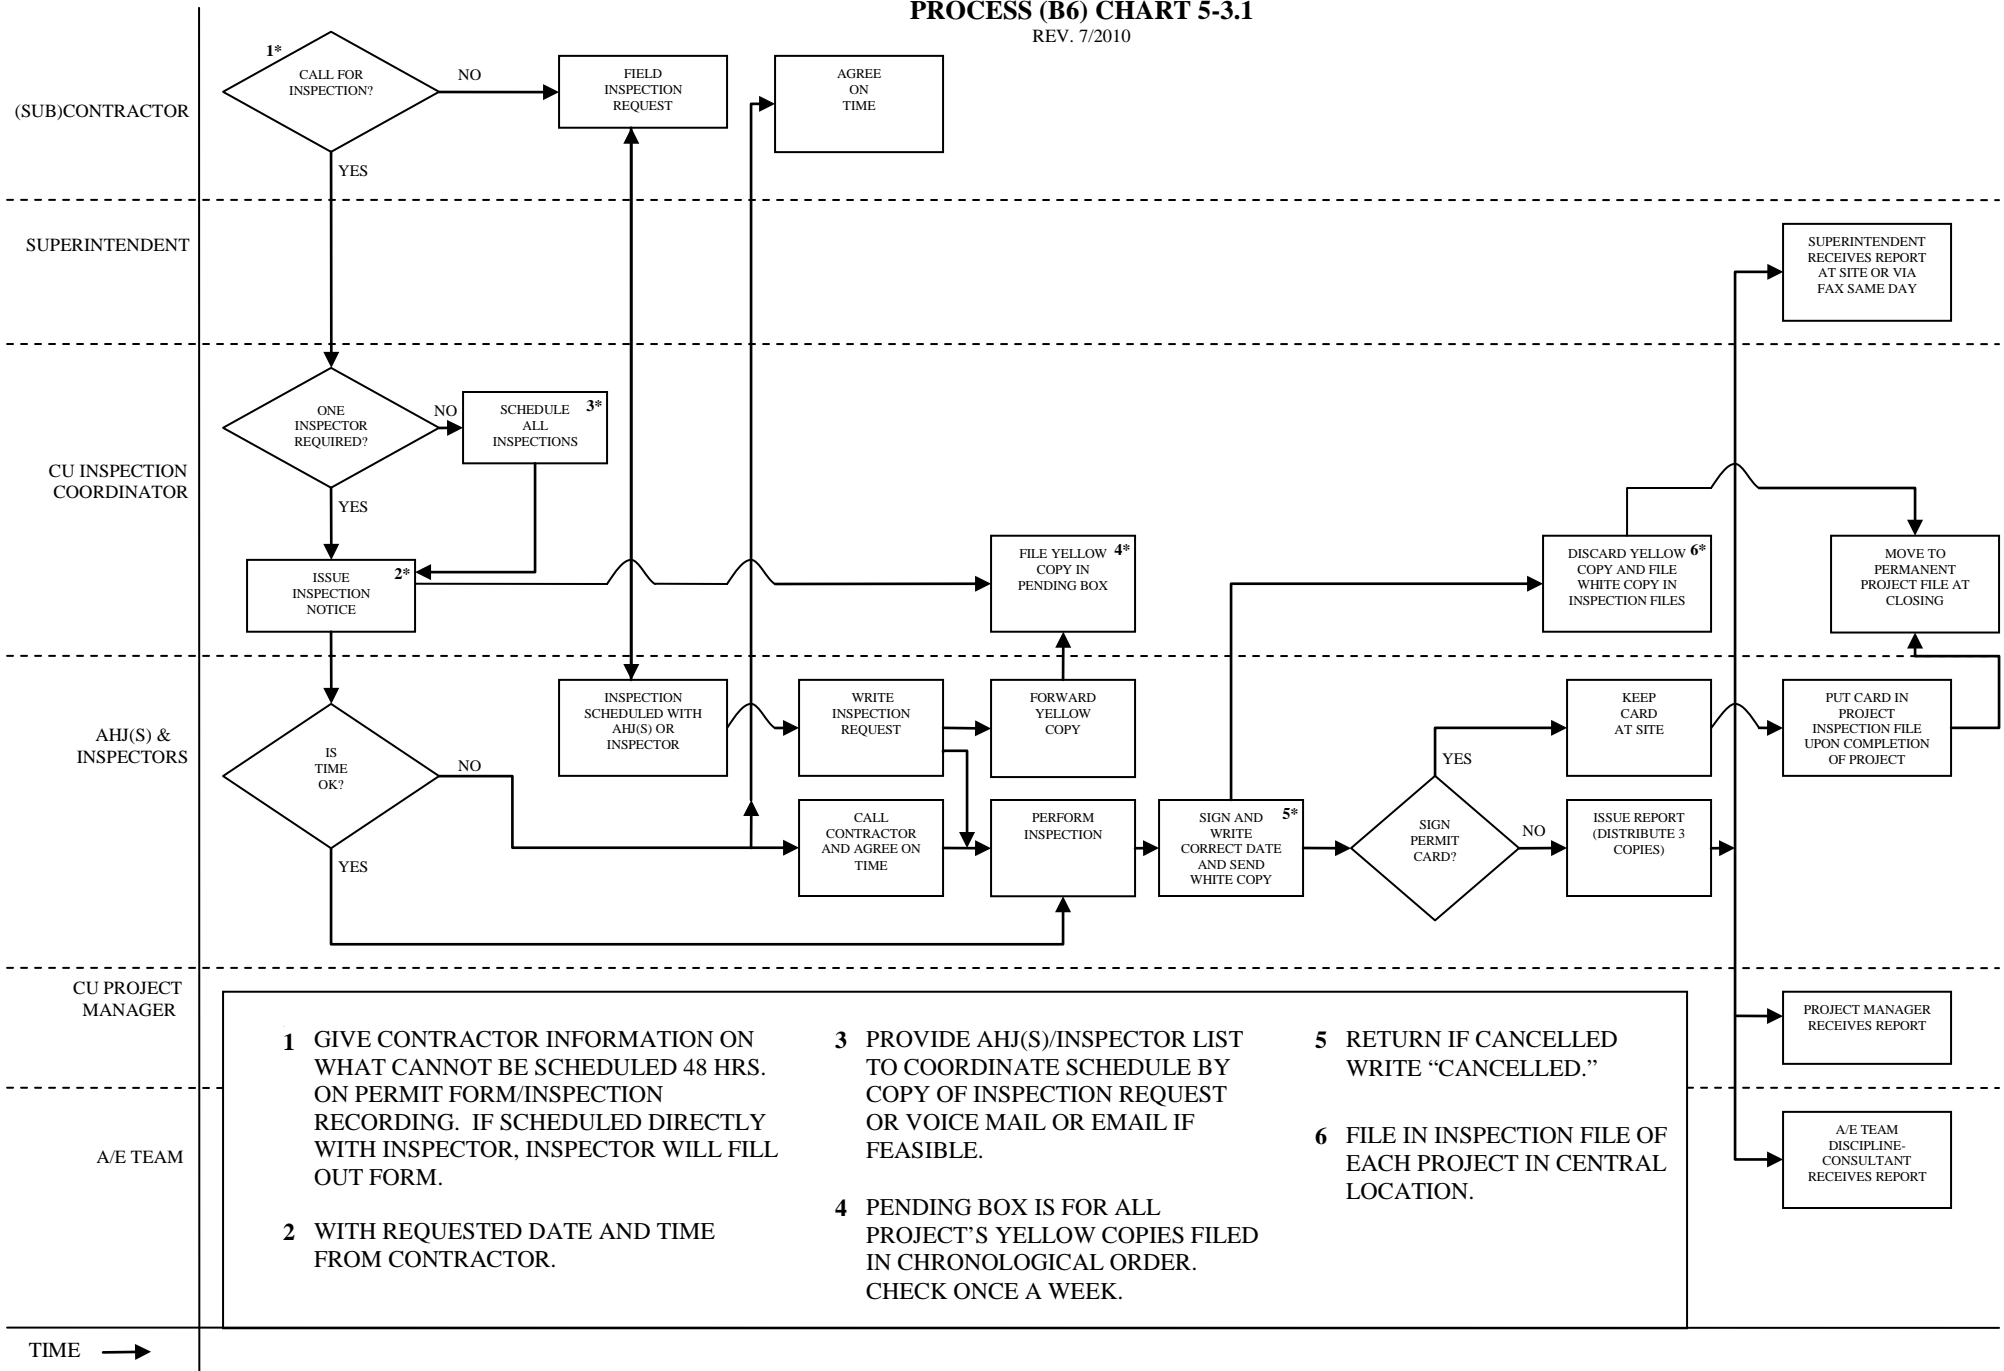 PROCESS (B6) CHART 5-3.1
REV. 7/2010
(SUB)CONTRACTOR
1*
CALL FOR
INSPECTION?
NO
YES
FIELD
INSPECTION
REQUEST
AGREE
ON
TIME
SUPERINTENDENT
SUPERINTENDENT
RECEIVES REPORT
AT SITE OR VIA
FAX SAME DAY
CU INSPECTION
COORDINATOR
ONE
INSPECTOR
REQUIRED?
NO
YES
SCHEDULE 3*
ALL
INSPECTIONS
ISSUE 2*
INSPECTION
NOTICE
FILE YELLOW 4*
COPY IN
PENDING BOX
DISCARD YELLOW 6*
COPY AND FILE
WHITE COPY IN
INSPECTION FILES
MOVE TO
PERMANENT
PROJECT FILE AT
CLOSING
AHJ(S) &
INSPECTORS
IS
TIME
OK?
NO
YES
INSPECTION
SCHEDULED WITH
AHJ(S) OR
INSPECTOR
WRITE
INSPECTION
REQUEST
FORWARD
YELLOW
COPY
CALL
CONTRACTOR
AND AGREE ON
TIME
PERFORM
INSPECTION
SIGN AND 5*
WRITE
CORRECT DATE
AND SEND
WHITE COPY
SIGN
PERMIT
CARD?
YES
NO
KEEP
CARD
AT SITE
PUT CARD IN
PROJECT
INSPECTION FILE
UPON COMPLETION
OF PROJECT
ISSUE REPORT
(DISTRIBUTE 3
COPIES)
CU PROJECT
MANAGER
PROJECT MANAGER
RECEIVES REPORT
A/E TEAM
A/E TEAM
DISCIPLINE-
CONSULTANT
RECEIVES REPORT
1 GIVE CONTRACTOR INFORMATION ON
WHAT CANNOT BE SCHEDULED 48 HRS.
ON PERMIT FORM/INSPECTION
RECORDING. IF SCHEDULED DIRECTLY
WITH INSPECTOR, INSPECTOR WILL FILL
OUT FORM.
2 WITH REQUESTED DATE AND TIME
FROM CONTRACTOR.
3 PROVIDE AHJ(S)/INSPECTOR LIST
TO COORDINATE SCHEDULE BY
COPY OF INSPECTION REQUEST
OR VOICE MAIL OR EMAIL IF
FEASIBLE.
4 PENDING BOX IS FOR ALL
PROJECT’S YELLOW COPIES FILED
IN CHRONOLOGICAL ORDER.
CHECK ONCE A WEEK.
5 RETURN IF CANCELLED
WRITE “CANCELLED.”
6 FILE IN INSPECTION FILE OF
EACH PROJECT IN CENTRAL
LOCATION.
TIME